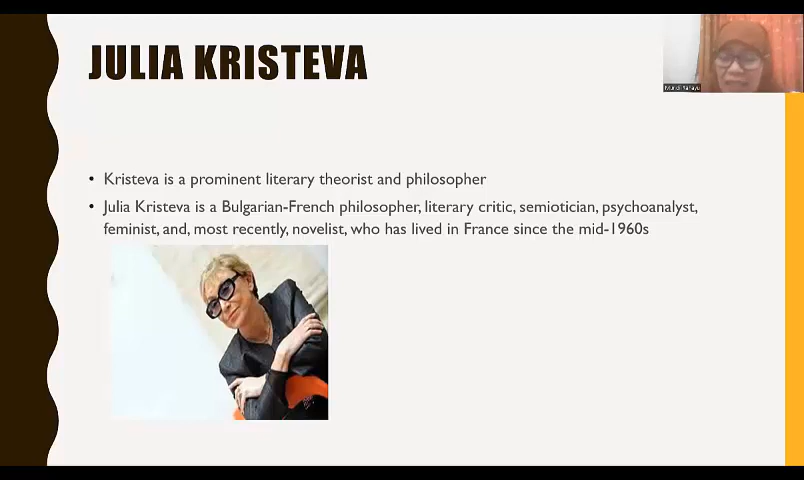 JULIA KRISTEVA
• Kristeva is a prominent literary theorist and philosopher
• Julia Kristeva is a Bulgarian-French philosopher, literary critic, semiotician, psychoanalyst,
feminist, and, most recently, novelist, who has lived in France since the mid-1960s